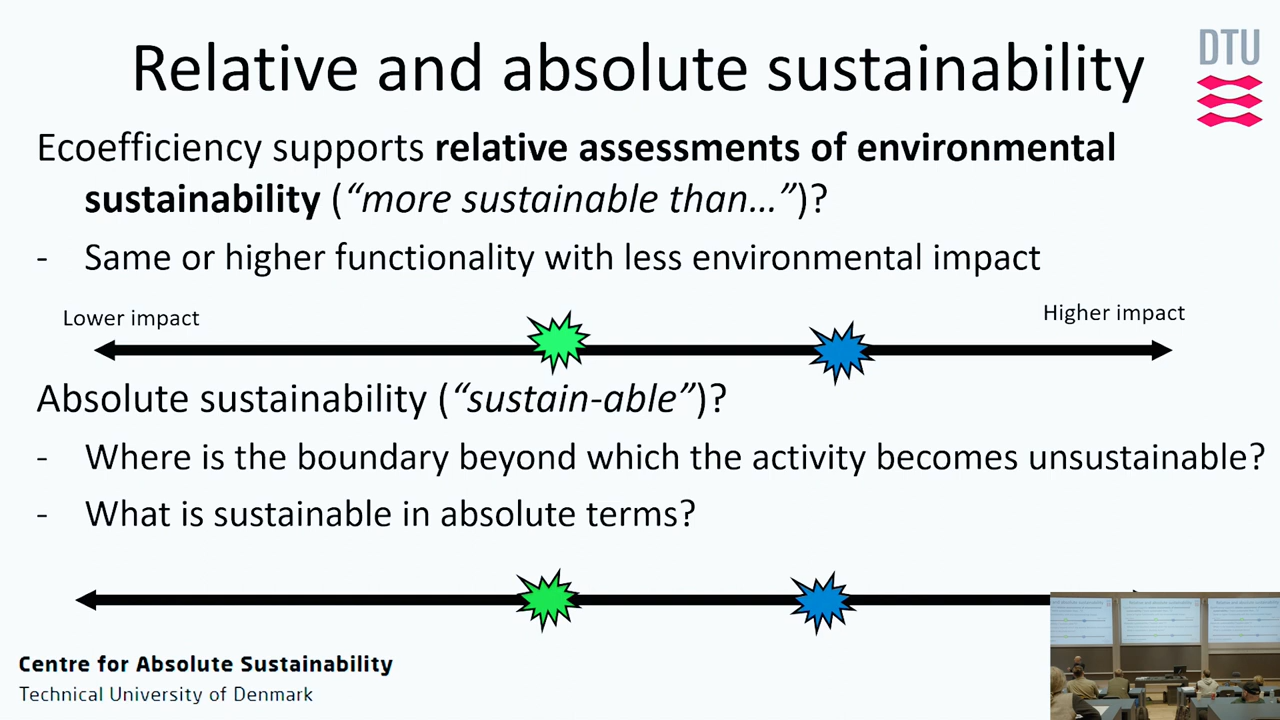 Relative and absolute sustainability
DTU
Ecoefficiency supports relative assessments of environmental
sustainability (“more sustainable than…”)?
- Same or higher functionality with less environmental impact
Lower impact
Higher impact
Absolute sustainability (“sustain-able”)?
- Where is the boundary beyond which the activity becomes unsustainable?
- What is sustainable in absolute terms?
Centre for Absolute Sustainability
Technical University of Denmark